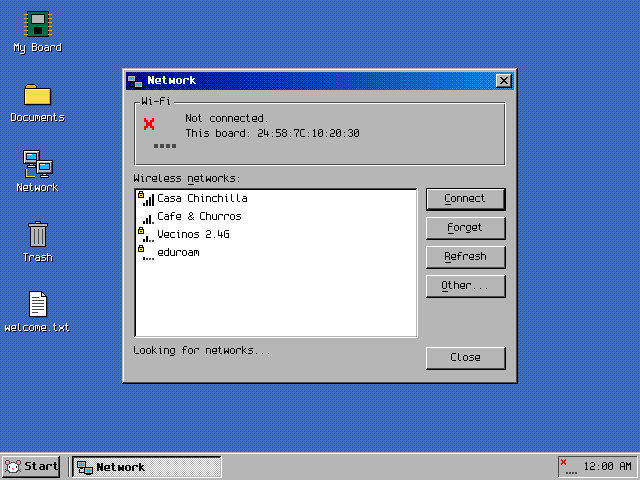 My Board
Documents
Network
Trash
welcome.txt
Network
Wi-Fi
Not connected.
This board: 24:58:7C:10:20:30
Wireless networks:
Casa Chinchilla
Cafe & Churros
Vecinos 2.4G
eduroam
Connect
Forget
Refresh
Other...
Looking for networks...
Close
Start
Network
12:00 AM